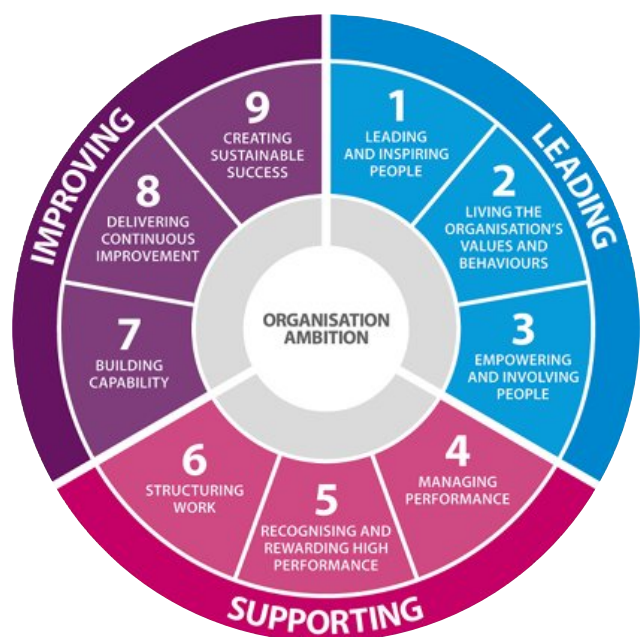 LEADING
1
LEADING
AND INSPIRING
PEOPLE
2
LIVING THE
ORGANISATION'S
VALUES AND
BEHAVIOURS
3
EMPOWERING
AND INVOLVING
PEOPLE
SUPPORTING
4
MANAGING
PERFORMANCE
5
RECOGNISING AND
REWARDING HIGH
PERFORMANCE
6
STRUCTURING
WORK
IMPROVING
7
BUILDING
CAPABILITY
8
DELIVERING
CONTINUOUS
IMPROVEMENT
9
CREATING
SUSTAINABLE
SUCCESS
ORGANISATION
AMBITION